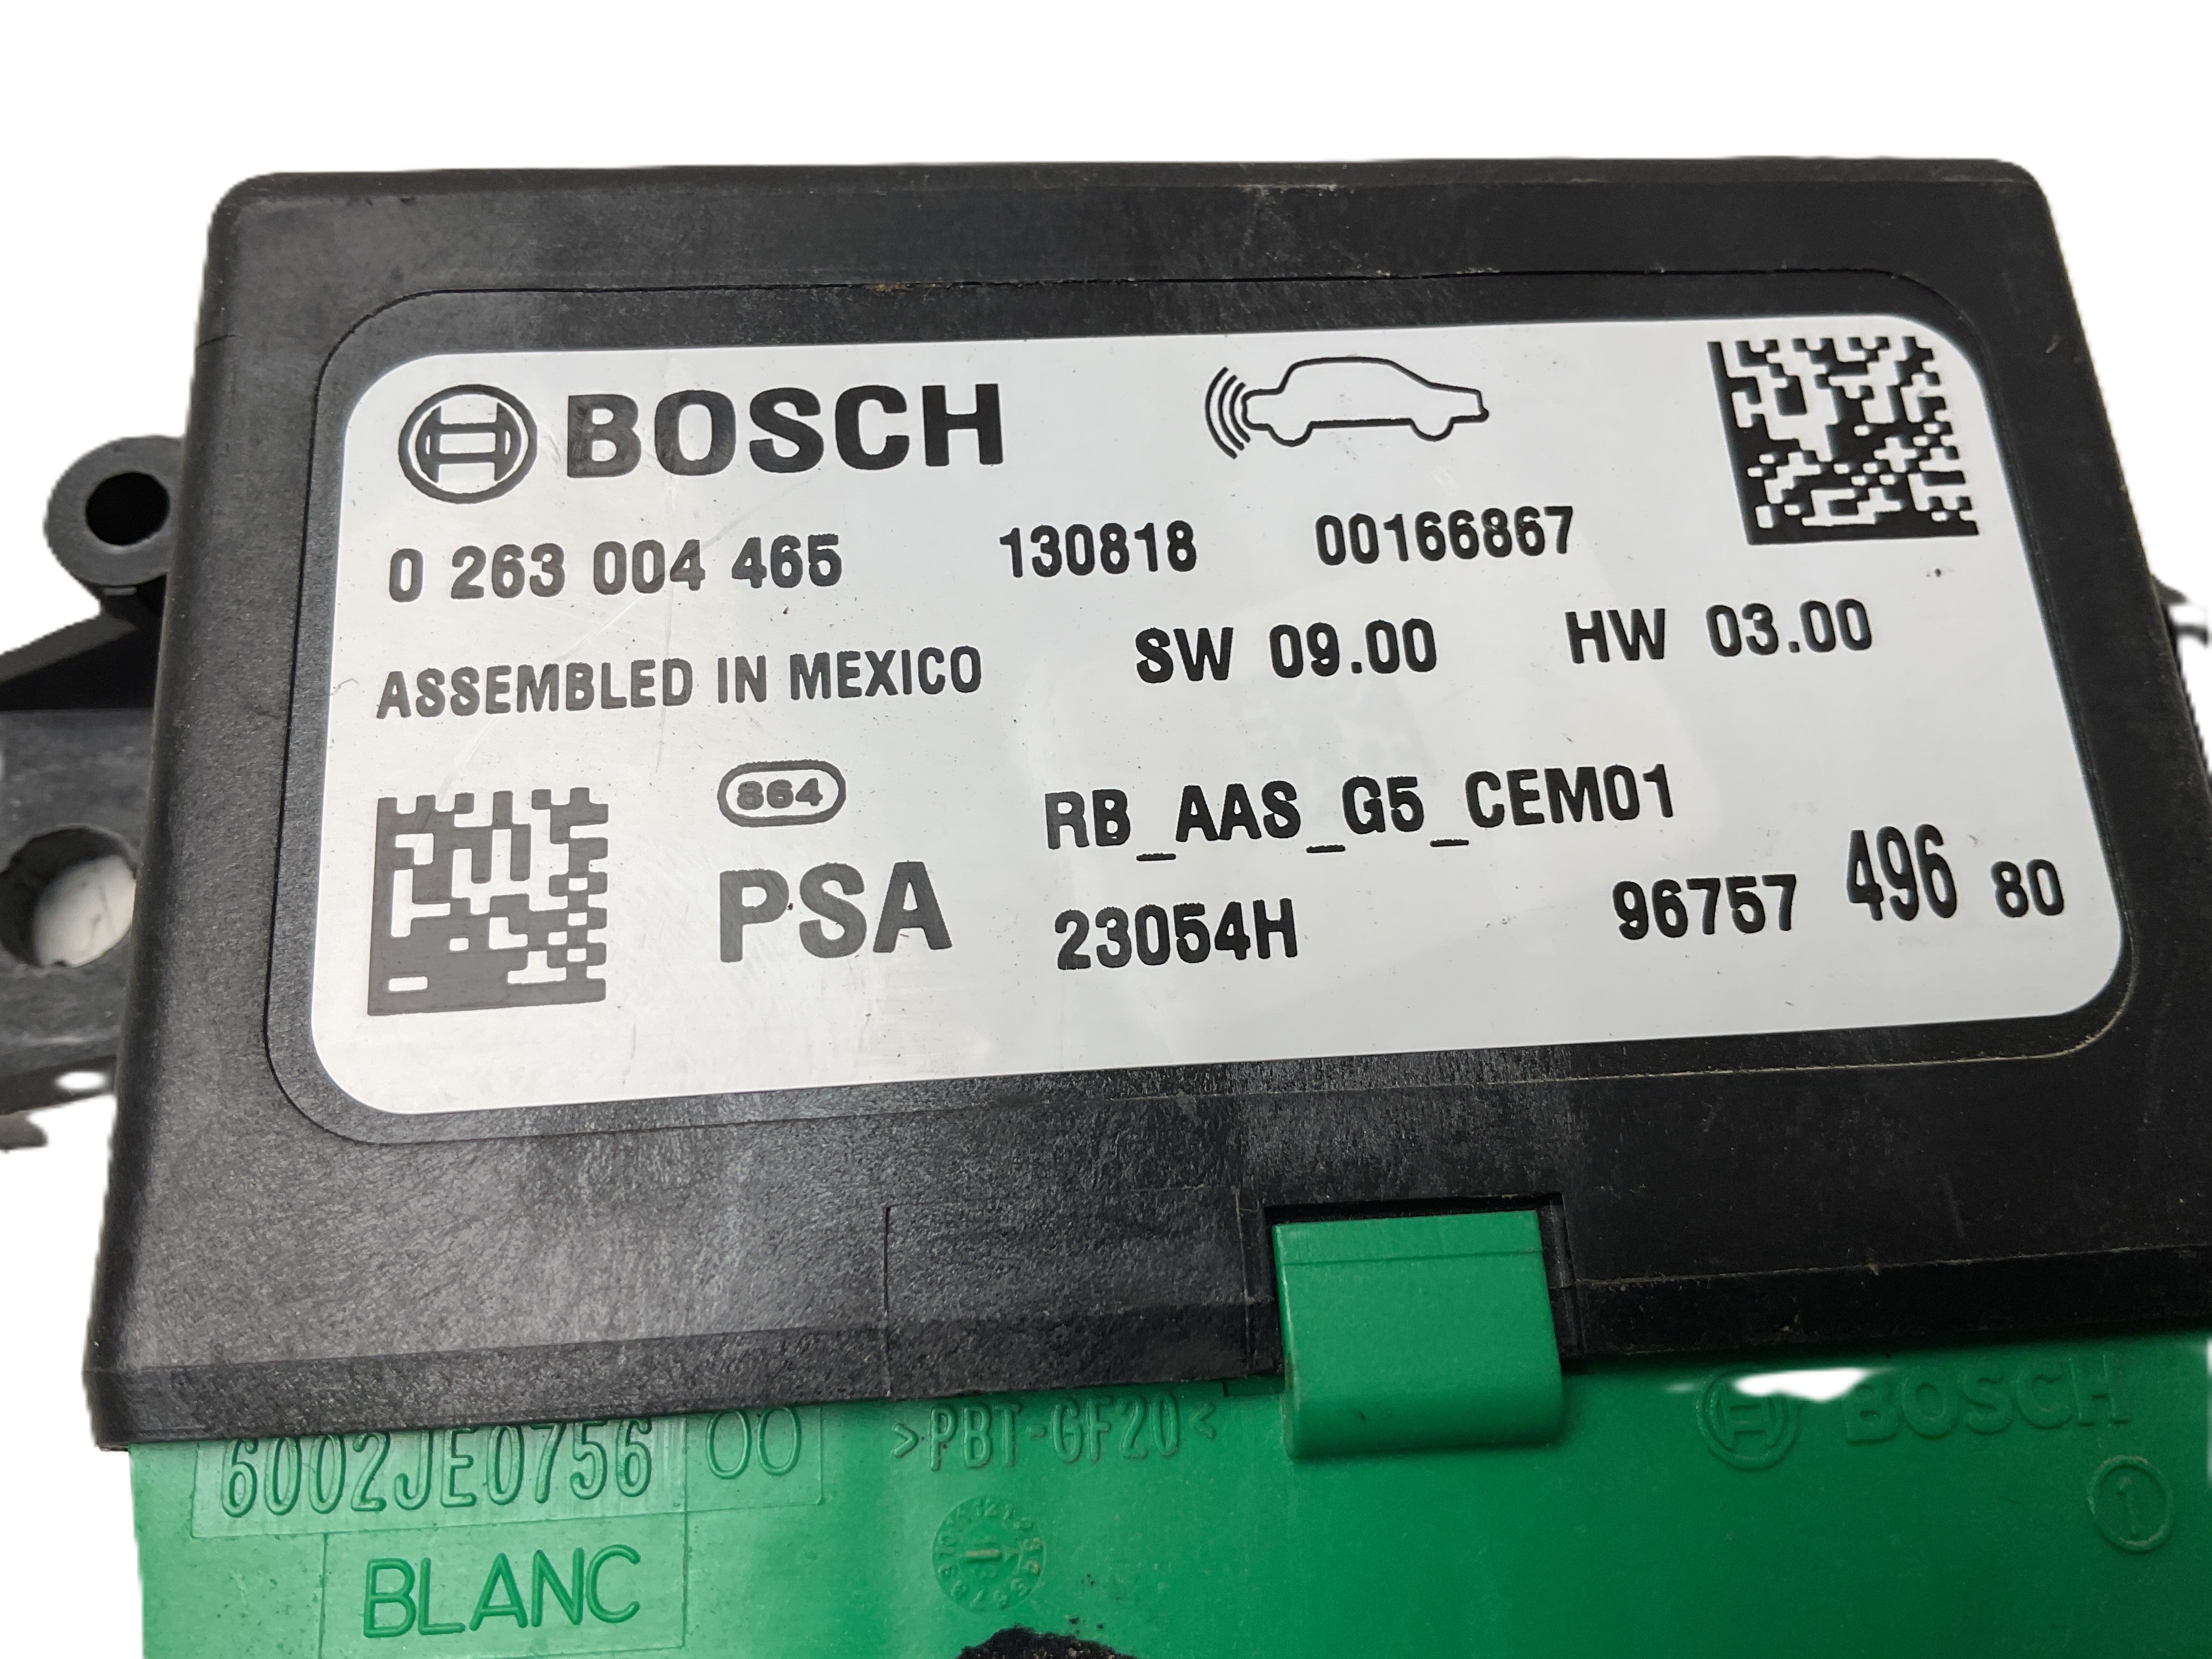 BOSCH
0 263 004 465 130818 00166867
ASSEMBLED IN MEXICO SW 09.00 HW 03.00
864
RB_AAS_G5_CEM01
PSA 23054H 96757 496 80
6002JE0756 00 >PBT-GF20< BOSCH
1
BLANC